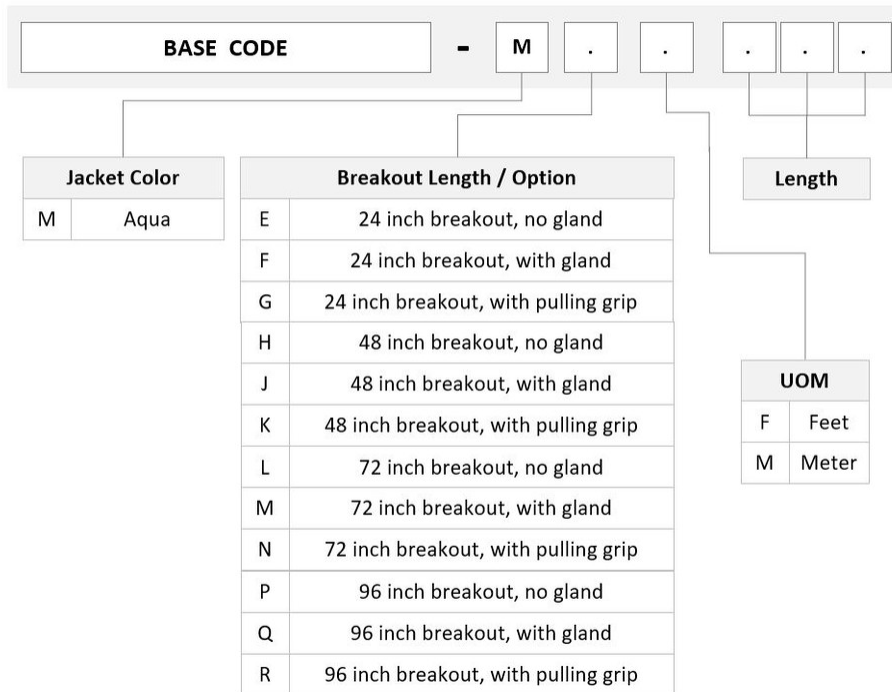 BASE CODE - M . . . . .
Jacket Color
M Aqua
Breakout Length / Option
E 24 inch breakout, no gland
F 24 inch breakout, with gland
G 24 inch breakout, with pulling grip
H 48 inch breakout, no gland
J 48 inch breakout, with gland
K 48 inch breakout, with pulling grip
L 72 inch breakout, no gland
M 72 inch breakout, with gland
N 72 inch breakout, with pulling grip
P 96 inch breakout, no gland
Q 96 inch breakout, with gland
R 96 inch breakout, with pulling grip
Length
UOM
F Feet
M Meter